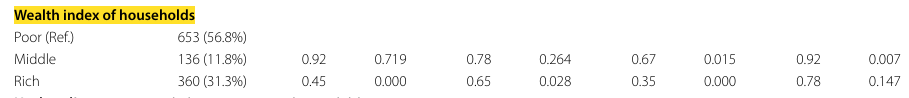 Wealth index of households
Poor (Ref.) 653 (56.8%)
Middle 136 (11.8%) 0.92 0.719 0.78 0.264 0.67 0.015 0.92 0.007
Rich 360 (31.3%) 0.45 0.000 0.65 0.028 0.35 0.000 0.78 0.147